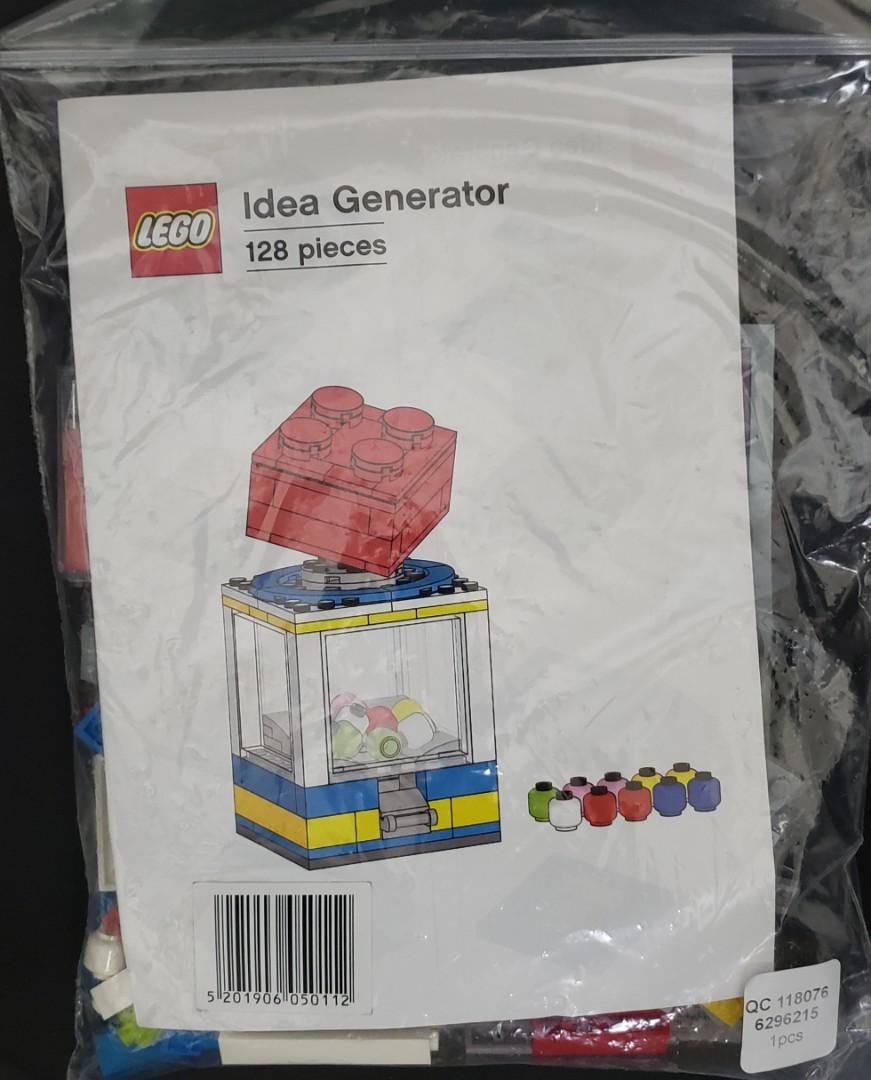 LEGO
Idea Generator
128 pieces
5 201906 050112
QC 118076
6296215
1pcs